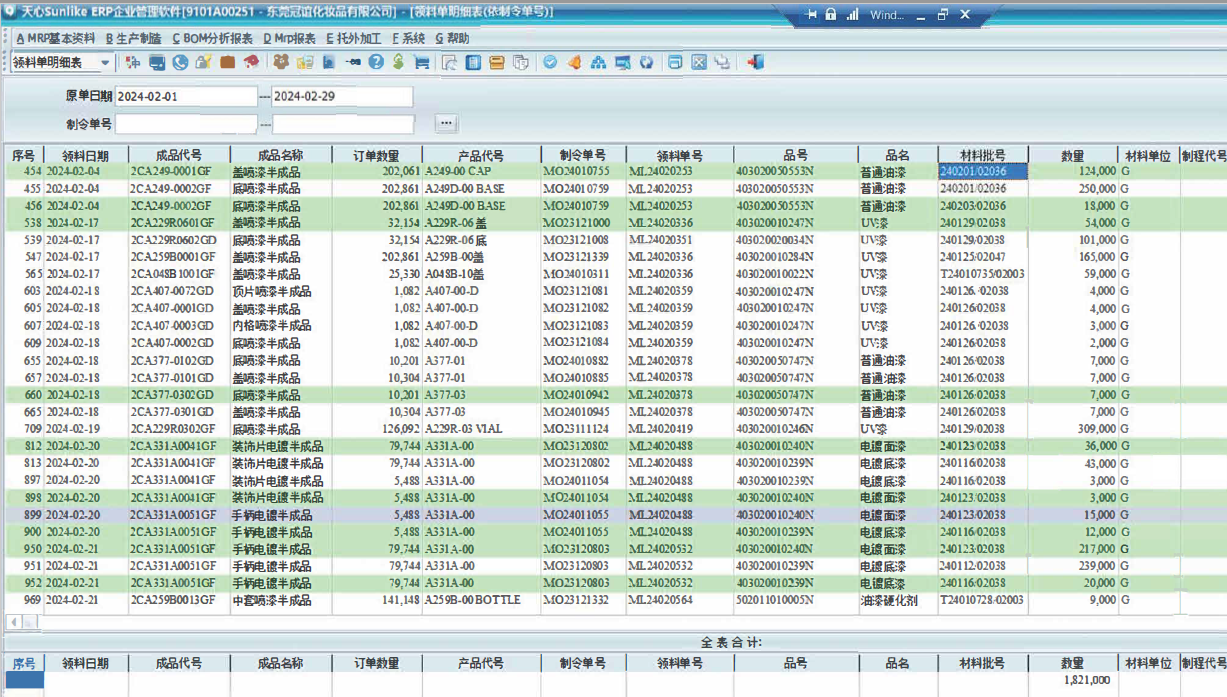 天心Sunlike ERP企业管理软件[9101A00251 - 东莞冠谊化妆品有限公司] - [领料单明细表(依制令单号)]
Wind...
A MRP基本资料 B 生产制造 C BOM分析报表 D Mrp报表 E 托外加工 F 系统 G 帮助
领料单明细表
原单日期 2024-02-01 --- 2024-02-29
制令单号 --- ...
序号 领料日期 成品代号 成品名称 订单数量 产品代号 制令单号 领料单号 品号 品名 材料批号 数量 材料单位 制程代号
454 2024-02-04 2CA249-0001GF 盖喷漆半成品 202,061 A249-00 CAP MO24010755 ML24020253 403020050553N 普通油漆 240201/02036 124,000 G
455 2024-02-04 2CA249-0002GF 底喷漆半成品 202,861 A249D-00 BASE MO24010759 ML24020253 403020050553N 普通油漆 240201/02036 250,000 G
456 2024-02-04 2CA249-0002GF 底喷漆半成品 202,861 A249D-00 BASE MO24010759 ML24020253 403020050553N 普通油漆 240203/02036 18,000 G
538 2024-02-17 2CA229R0601GF 盖喷漆半成品 32,154 A229R-06 盖 MO23121000 ML24020336 403020010247N UV漆 240129/02038 54,000 G
539 2024-02-17 2CA229R0602GD 底喷漆半成品 32,154 A229R-06 底 MO23121008 ML24020351 403020020034N UV漆 240129/02038 101,000 G
547 2024-02-17 2CA259B0001GF 盖喷漆半成品 202,861 A259B-00盖 MO23121339 ML24020336 403020010284N UV漆 240125/02047 165,000 G
565 2024-02-17 2CA048B1001GF 盖喷漆半成品 25,330 A048B-10盖 MO24010311 ML24020336 403020010022N UV漆 T24010735/02003 59,000 G
603 2024-02-18 2CA407-0072GD 顶片喷漆半成品 1,082 A407-00-D MO23121081 ML24020359 403020010247N UV漆 240126./02038 4,000 G
605 2024-02-18 2CA407-0001GD 盖喷漆半成品 1,082 A407-00-D MO23121082 ML24020359 403020010247N UV漆 240126/02038 4,000 G
607 2024-02-18 2CA407-0003GD 内格喷漆半成品 1,082 A407-00-D MO23121083 ML24020359 403020010247N UV漆 240126./02038 3,000 G
609 2024-02-18 2CA407-0002GD 底喷漆半成品 1,082 A407-00-D MO23121084 ML24020359 403020010247N UV漆 240126/02038 2,000 G
655 2024-02-18 2CA377-0102GD 底喷漆半成品 10,201 A377-01 MO24010882 ML24020378 403020050747N 普通油漆 240126/02038 7,000 G
657 2024-02-18 2CA377-0101GD 盖喷漆半成品 10,304 A377-01 MO24010885 ML24020378 403020050747N 普通油漆 240126/02038 7,000 G
660 2024-02-18 2CA377-0302GD 底喷漆半成品 10,201 A377-03 MO24010942 ML24020378 403020050747N 普通油漆 240126/02038 7,000 G
665 2024-02-18 2CA377-0301GD 盖喷漆半成品 10,304 A377-03 MO24010945 ML24020378 403020050747N 普通油漆 240126/02038 7,000 G
709 2024-02-19 2CA229R0302GF 底喷漆半成品 126,092 A229R-03 VIAL MO23111124 ML24020419 403020010246N UV漆 240129/02038 309,000 G
812 2024-02-20 2CA331A0041GF 装饰片电镀半成品 79,744 A331A-00 MO23120802 ML24020488 403020010240N 电镀面漆 240123/02038 36,000 G
813 2024-02-20 2CA331A0041GF 装饰片电镀半成品 79,744 A331A-00 MO23120802 ML24020488 403020010239N 电镀底漆 240116/02038 43,000 G
897 2024-02-20 2CA331A0041GF 装饰片电镀半成品 5,488 A331A-00 MO24011054 ML24020488 403020010239N 电镀底漆 240116/02038 3,000 G
898 2024-02-20 2CA331A0041GF 装饰片电镀半成品 5,488 A331A-00 MO24011054 ML24020488 403020010240N 电镀面漆 240123/02038 3,000 G
899 2024-02-20 2CA331A0051GF 手柄电镀半成品 5,488 A331A-00 MO24011055 ML24020488 403020010240N 电镀面漆 240123/02038 15,000 G
900 2024-02-20 2CA331A0051GF 手柄电镀半成品 5,488 A331A-00 MO24011055 ML24020488 403020010239N 电镀底漆 240116/02038 12,000 G
950 2024-02-21 2CA331A0051GF 手柄电镀半成品 79,744 A331A-00 MO23120803 ML24020532 403020010240N 电镀面漆 240123/02038 217,000 G
951 2024-02-21 2CA331A0051GF 手柄电镀半成品 79,744 A331A-00 MO23120803 ML24020532 403020010239N 电镀底漆 240112/02038 239,000 G
952 2024-02-21 2CA331A0051GF 手柄电镀半成品 79,744 A331A-00 MO23120803 ML24020532 403020010239N 电镀底漆 240116/02038 20,000 G
969 2024-02-21 2CA259B0013GF 中套喷漆半成品 141,148 A259B-00 BOTTLE MO23121332 ML24020564 502011010005N 油漆硬化剂 T24010728/02003 9,000 G
全 表 合 计:
序号 领料日期 成品代号 成品名称 订单数量 产品代号 制令单号 领料单号 品号 品名 材料批号 数量 材料单位 制程代号
1,821,000